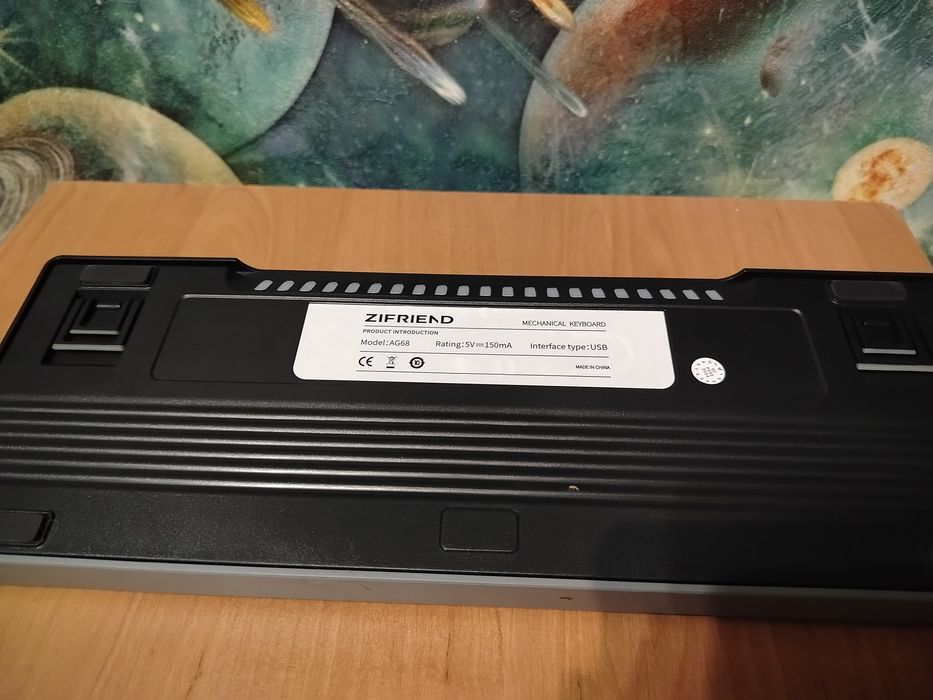 ZIFRIEND
MECHANICAL KEYBOARD
PRODUCT INTRODUCTION
Model:AG68 Rating:5V⎓150mA Interface type:USB
CE
MADE IN CHINA